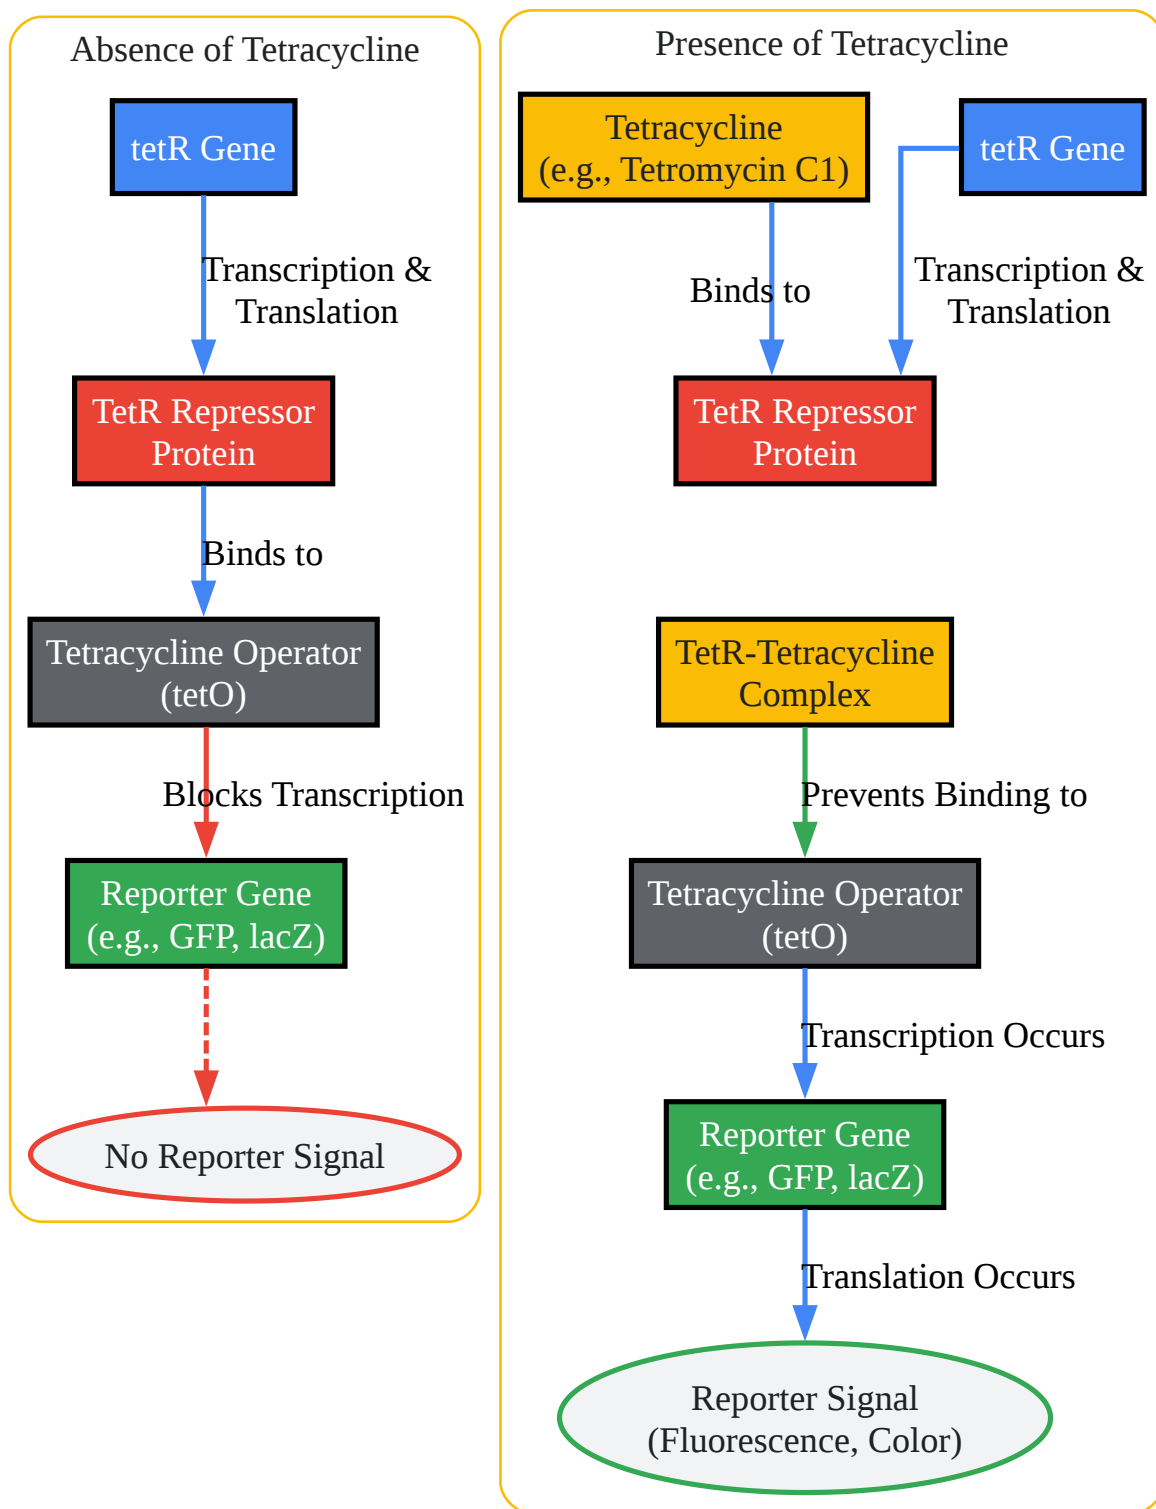 Absence of Tetracycline
tetR Gene
Transcription &
Translation
TetR Repressor
Protein
Binds to
Tetracycline Operator
(tetO)
Blocks Transcription
Reporter Gene
(e.g., GFP, lacZ)
No Reporter Signal
Presence of Tetracycline
Tetracycline
(e.g., Tetromycin C1)
tetR Gene
Binds to
Transcription &
Translation
TetR Repressor
Protein
TetR-Tetracycline
Complex
Prevents Binding to
Tetracycline Operator
(tetO)
Transcription Occurs
Reporter Gene
(e.g., GFP, lacZ)
Translation Occurs
Reporter Signal
(Fluorescence, Color)